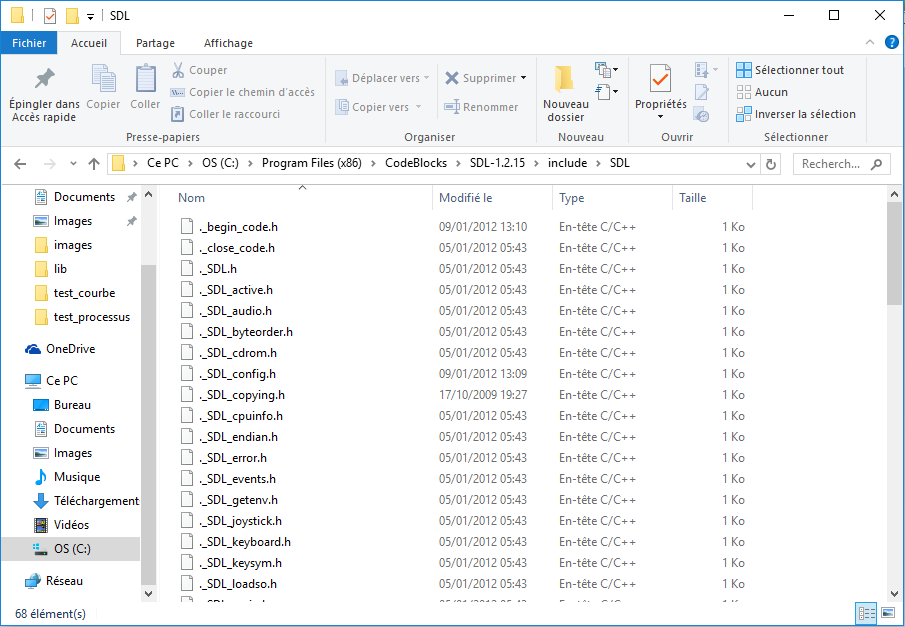 SDL
Fichier Accueil Partage Affichage
Épingler dans Accès rapide
Copier
Coller
Couper
Copier le chemin d'accès
Coller le raccourci
Presse-papiers
Déplacer vers
Copier vers
Supprimer
Renommer
Organiser
Nouveau dossier
Nouveau
Propriétés
Ouvrir
Sélectionner tout
Aucun
Inverser la sélection
Sélectionner
Ce PC > OS (C:) > Program Files (x86) > CodeBlocks > SDL-1.2.15 > include > SDL
Recherch...
Documents
Images
images
lib
test_courbe
test_processus
OneDrive
Ce PC
Bureau
Documents
Images
Musique
Téléchargement
Vidéos
OS (C:)
Réseau
Nom Modifié le Type Taille
._begin_code.h 09/01/2012 13:10 En-tête C/C++ 1 Ko
._close_code.h 05/01/2012 05:43 En-tête C/C++ 1 Ko
._SDL.h 05/01/2012 05:43 En-tête C/C++ 1 Ko
._SDL_active.h 05/01/2012 05:43 En-tête C/C++ 1 Ko
._SDL_audio.h 05/01/2012 05:43 En-tête C/C++ 1 Ko
._SDL_byteorder.h 05/01/2012 05:43 En-tête C/C++ 1 Ko
._SDL_cdrom.h 05/01/2012 05:43 En-tête C/C++ 1 Ko
._SDL_config.h 09/01/2012 13:09 En-tête C/C++ 1 Ko
._SDL_copying.h 17/10/2009 19:27 En-tête C/C++ 1 Ko
._SDL_cpuinfo.h 05/01/2012 05:43 En-tête C/C++ 1 Ko
._SDL_endian.h 05/01/2012 05:43 En-tête C/C++ 1 Ko
._SDL_error.h 05/01/2012 05:43 En-tête C/C++ 1 Ko
._SDL_events.h 05/01/2012 05:43 En-tête C/C++ 1 Ko
._SDL_getenv.h 05/01/2012 05:43 En-tête C/C++ 1 Ko
._SDL_joystick.h 05/01/2012 05:43 En-tête C/C++ 1 Ko
._SDL_keyboard.h 05/01/2012 05:43 En-tête C/C++ 1 Ko
._SDL_keysym.h 05/01/2012 05:43 En-tête C/C++ 1 Ko
._SDL_loadso.h 05/01/2012 05:43 En-tête C/C++ 1 Ko
68 élément(s)